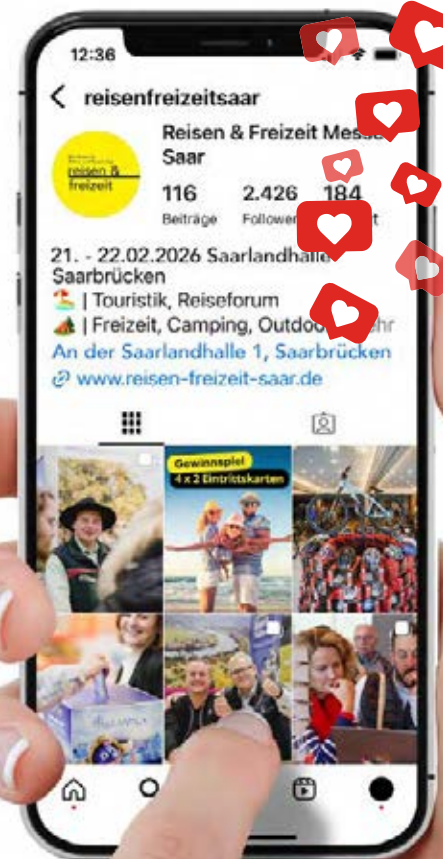 12:36
reisenfreizeitsaar
Reisen & Freizeit Messe
Saar
reisen &
freizeit
116 2.426 184
Beiträge Follower
21. - 22.02.2026 Saarlandhalle
Saarbrücken
| Touristik, Reiseforum
| Freizeit, Camping,
An der Saarlandhalle 1, Saarbrücken
www.reisen-freizeit-saar.de
Gewinnspiel
4 x 2 Eintrittskarten